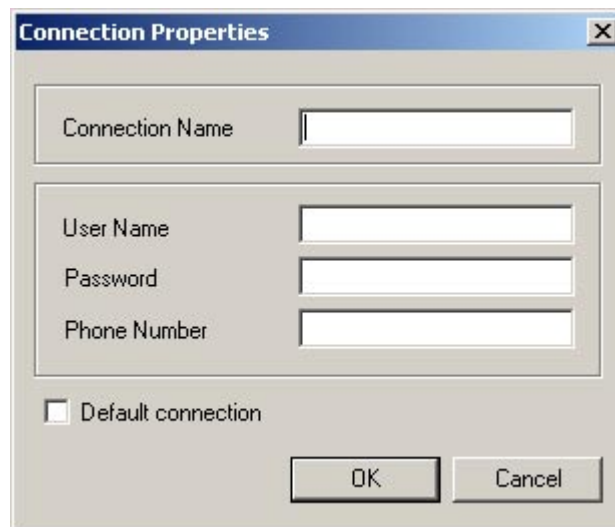 Connection Properties
Connection Name
User Name
Password
Phone Number
Default connection
OK Cancel